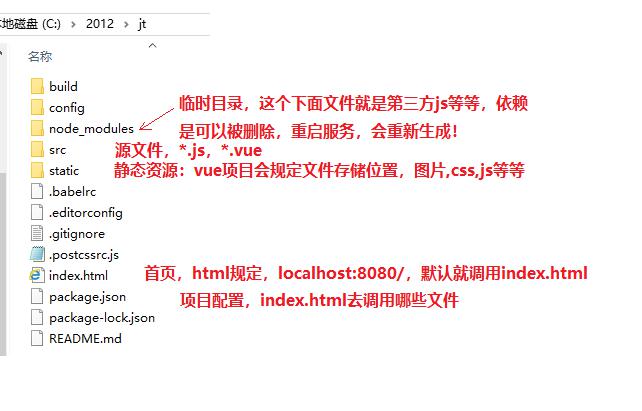 地磁盘 (C:) > 2012 > jt
名称
build
config
node_modules
临时目录，这个下面文件就是第三方js等等，依赖
是可以被删除，重启服务，会重新生成！
src
源文件，*.js，*.vue
static
静态资源：vue项目会规定文件存储位置，图片,css,js等等
.babelrc
.editorconfig
.gitignore
.postcssrc.js
index.html
首页，html规定，localhost:8080/，默认就调用index.html
package.json
项目配置，index.html去调用哪些文件
package-lock.json
README.md